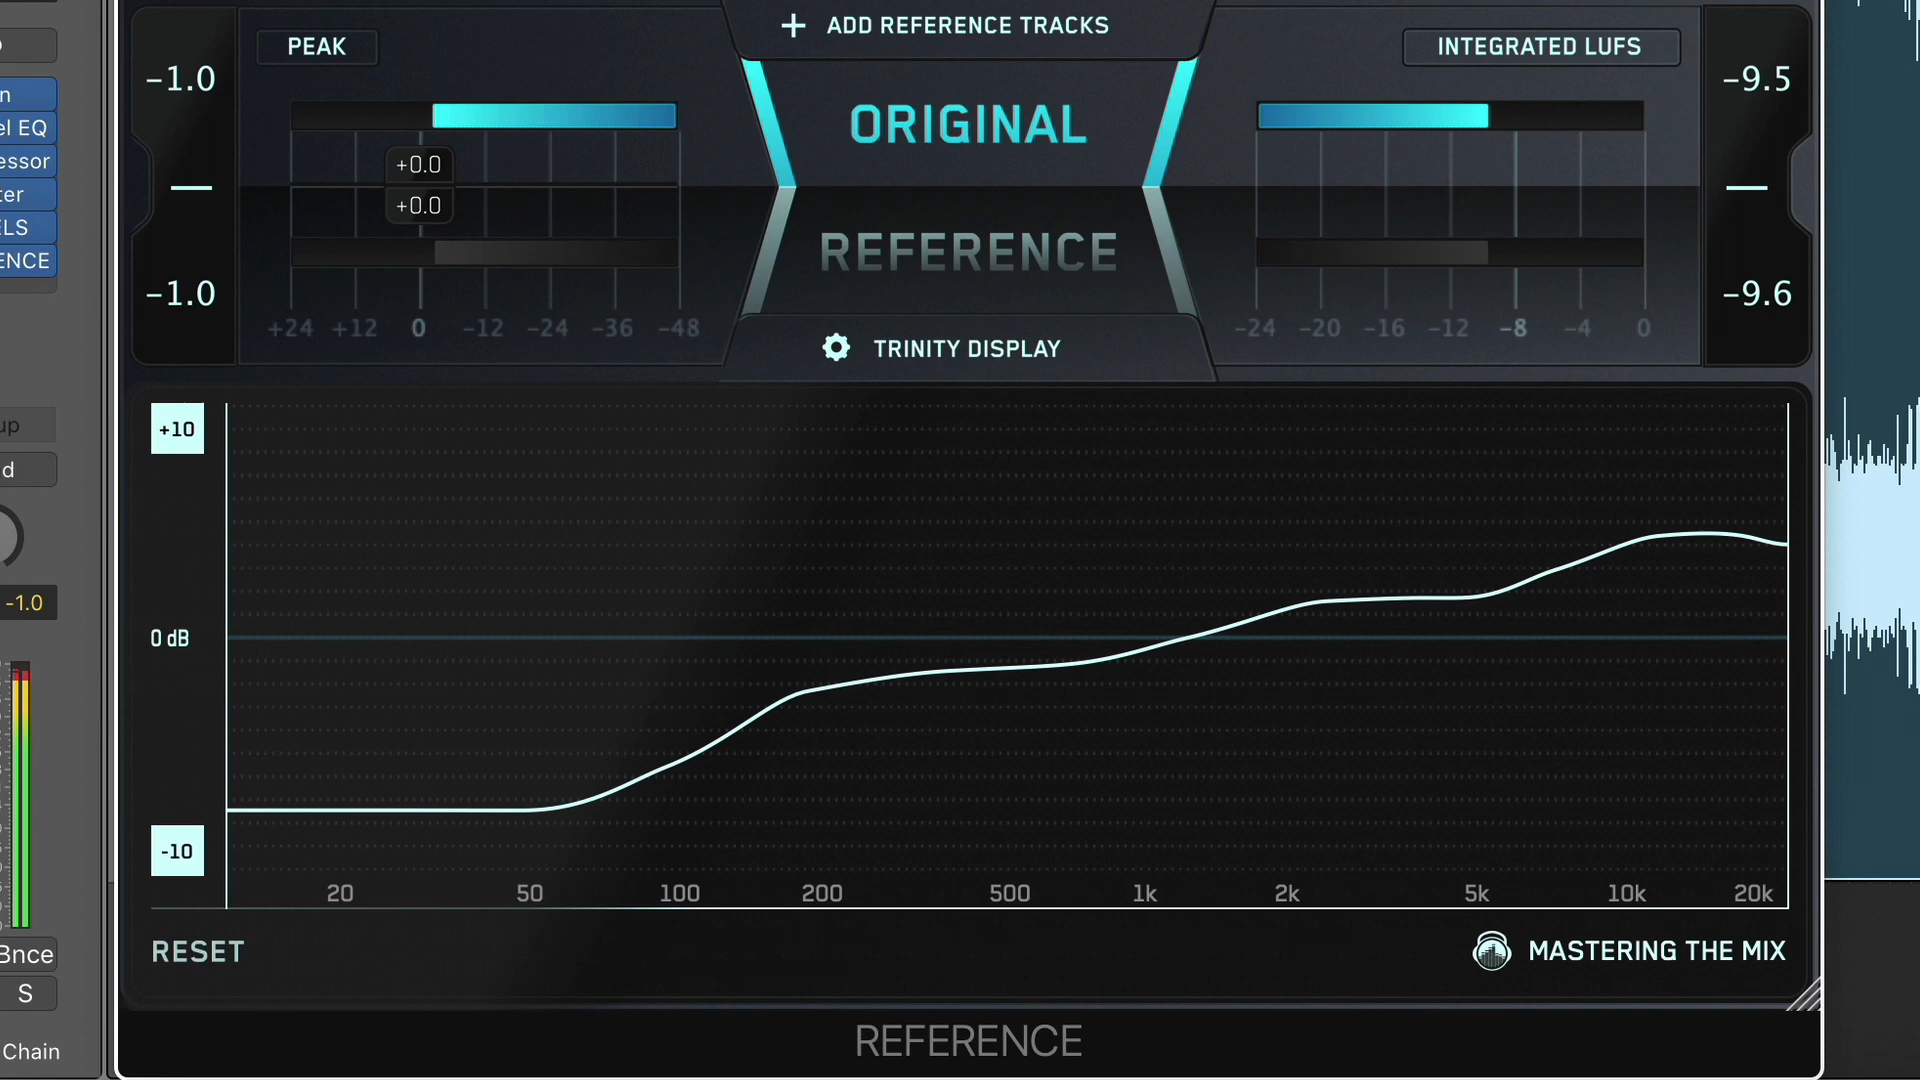 + ADD REFERENCE TRACKS
PEAK
INTEGRATED LUFS
-1.0
-9.5
ORIGINAL
+0.0
+0.0
REFERENCE
-1.0
-9.6
+24 +12 0 -12 -24 -36 -48
-24 -20 -16 -12 -8 -4 0
TRINITY DISPLAY
n
el EQ
essor
ter
ELS
ENCE
up
d
-1.0
Bnce
S
Chain
+10
0 dB
-10
20 50 100 200 500 1k 2k 5k 10k 20k
RESET
MASTERING THE MIX
REFERENCE